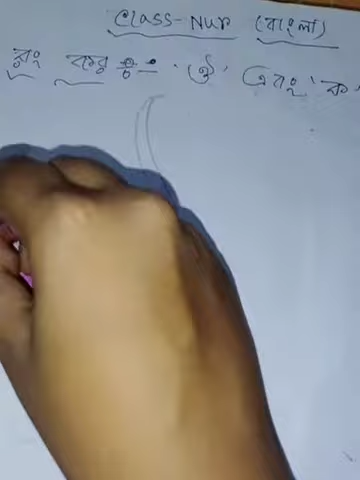 Class-Nur (বাংলা)
রং কর ঃ- 'ঐ' এবং 'ক'